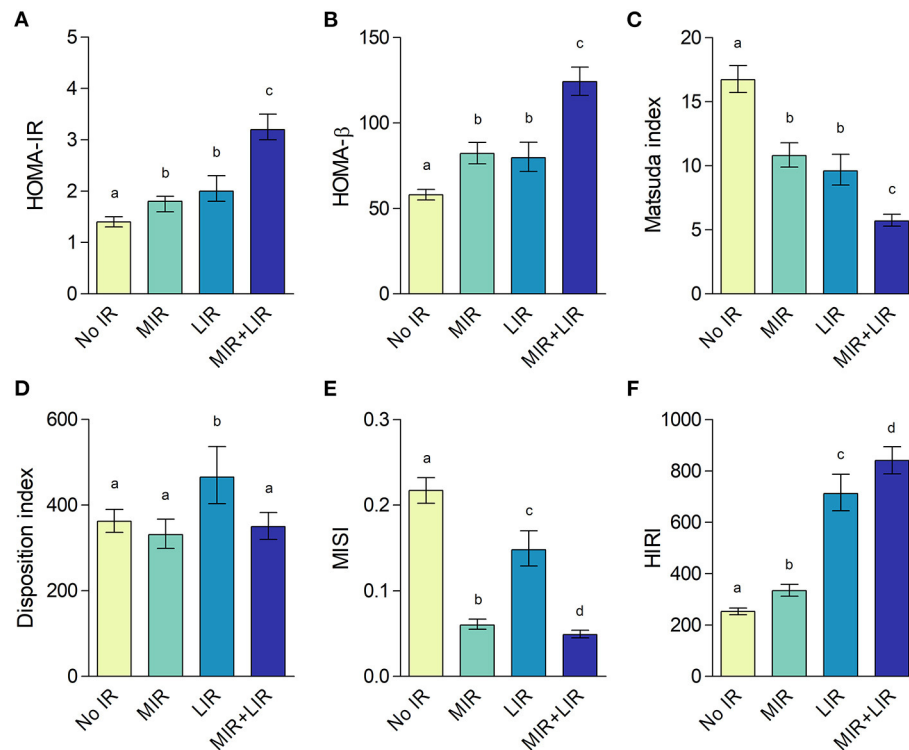 A
HOMA-IR
5
4
3
2
1
0
a
b
b
c
No IR
MIR
LIR
MIR+LIR
B
HOMA-β
150
100
50
0
a
b
b
c
No IR
MIR
LIR
MIR+LIR
C
Matsuda index
20
15
10
5
0
a
b
b
c
No IR
MIR
LIR
MIR+LIR
D
Disposition index
600
400
200
0
a
a
b
a
No IR
MIR
LIR
MIR+LIR
E
MISI
0.3
0.2
0.1
0.0
a
b
c
d
No IR
MIR
LIR
MIR+LIR
F
HIRI
1000
800
600
400
200
0
a
b
c
d
No IR
MIR
LIR
MIR+LIR